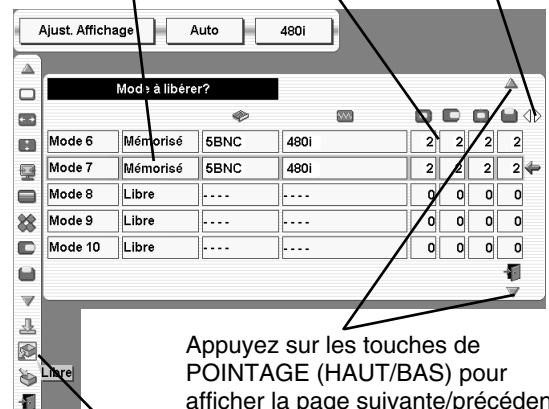 Ajust. Affichage Auto 480i
Mode à libérer?
Mode 6 Mémorisé 5BNC 480i 2 2 2 2
Mode 7 Mémorisé 5BNC 480i 2 2 2 2
Mode 8 Libre ---- ---- 0 0 0 0
Mode 9 Libre ---- ---- 0 0 0 0
Mode 10 Libre ---- ---- 0 0 0 0
Libre
Appuyez sur les touches de
POINTAGE (HAUT/BAS) pour
afficher la page suivante/précéden